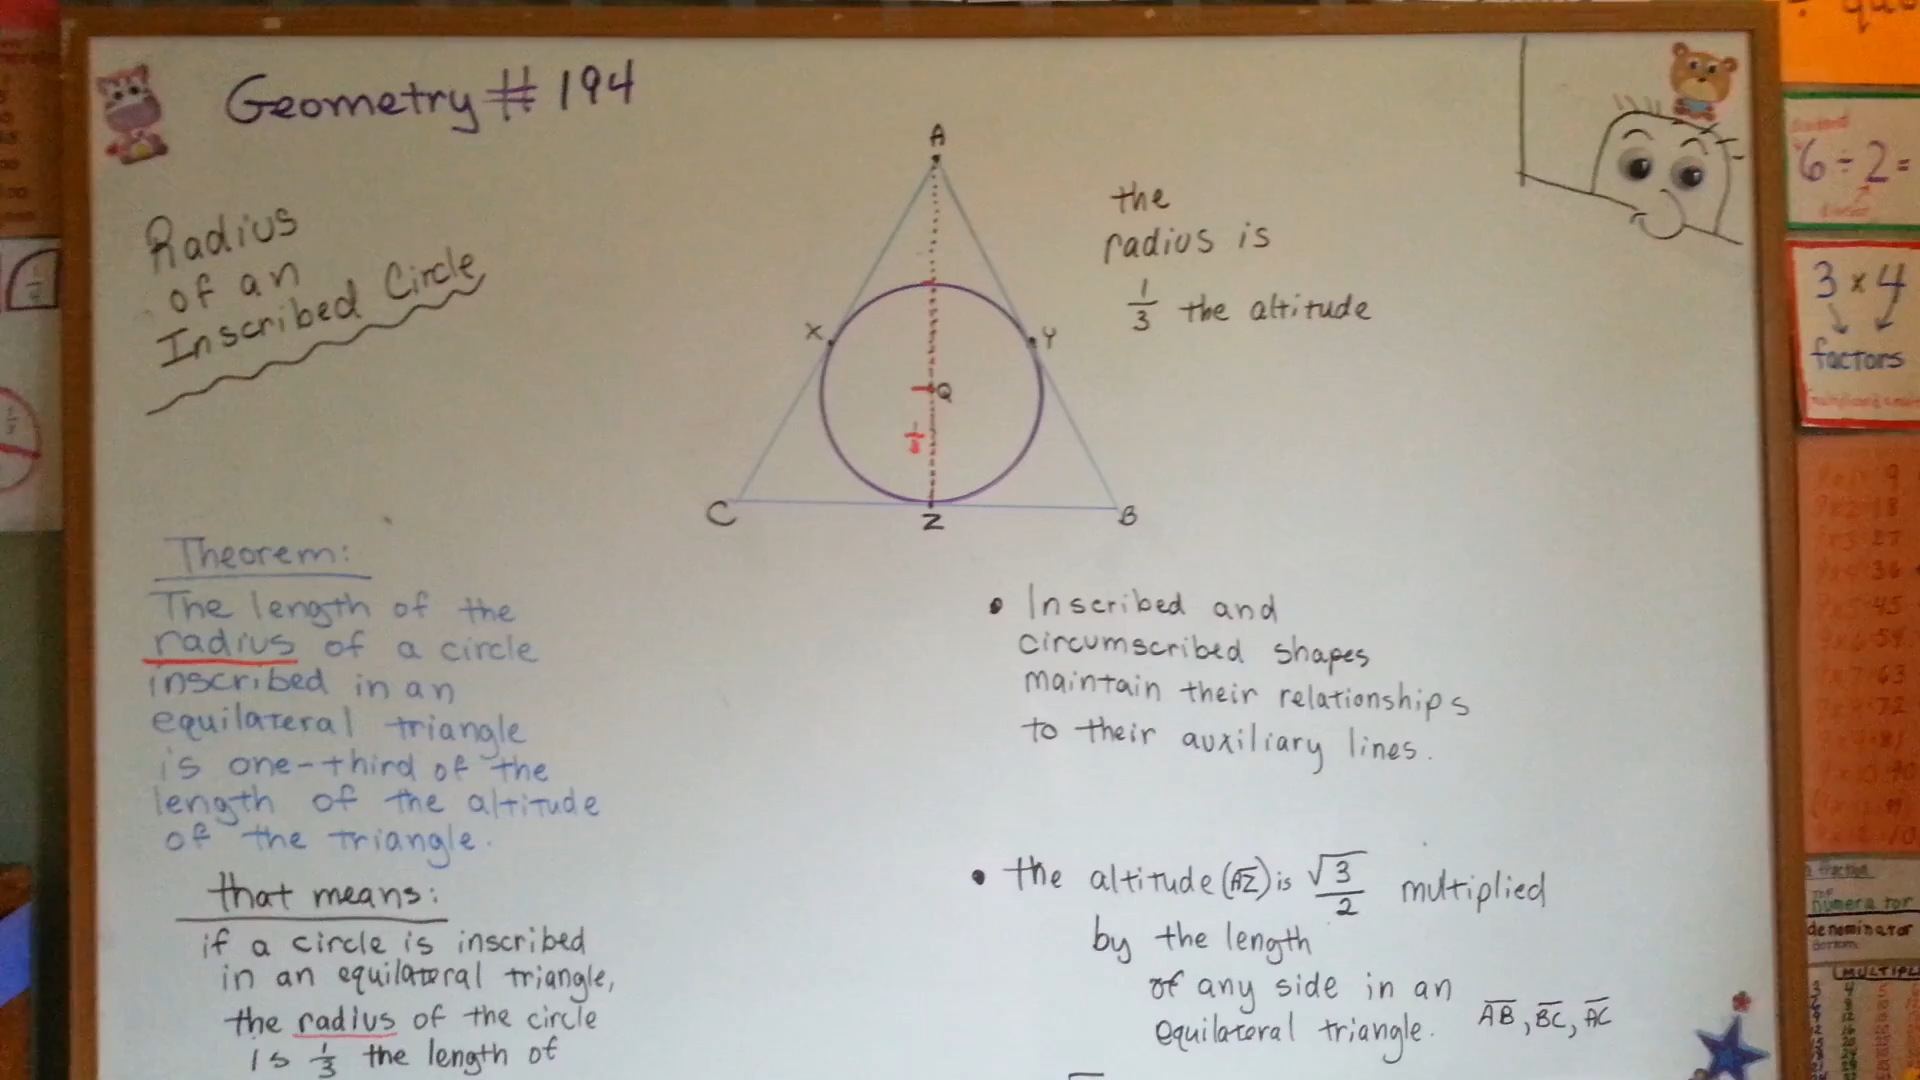 Geometry # 194
Radius
of an
Inscribed Circle
A
X
Y
Q
C
Z
B
the
radius is
1/3 the altitude
Theorem:
The length of the
radius of a circle
inscribed in an
equilateral triangle
is one-third of the
length of the altitude
of the triangle.
that means:
if a circle is inscribed
in an equilateral triangle,
the radius of the circle
is 1/3 the length of
• Inscribed and
circumscribed shapes
maintain their relationships
to their auxiliary lines.
• the altitude (AZ) is √3/2 multiplied
by the length
of any side in an
equilateral triangle. AB, BC, AC
6 ÷ 2 =
3 x 4
factors
numerator
denominator